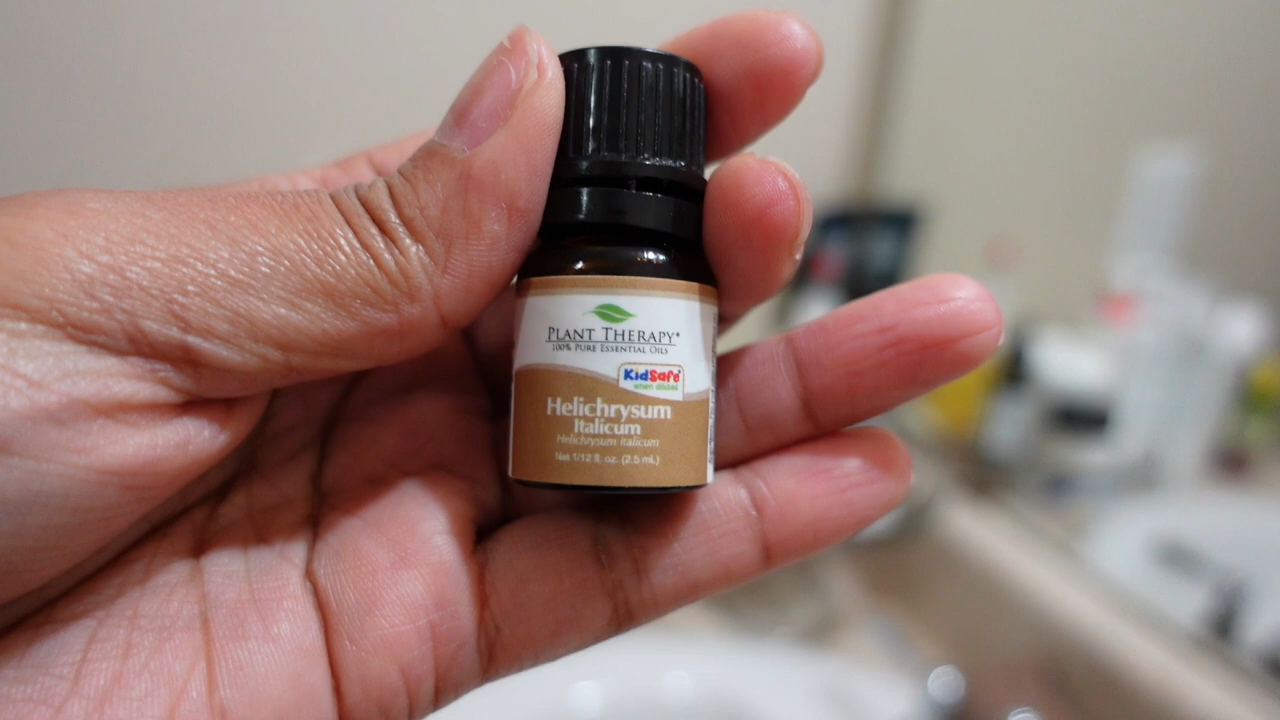 PLANT THERAPY®
100% PURE ESSENTIAL OILS
KidSafe®
when diluted
Helichrysum
Italicum
Helichrysum italicum
Net 1/12 fl. oz. (2.5 mL)